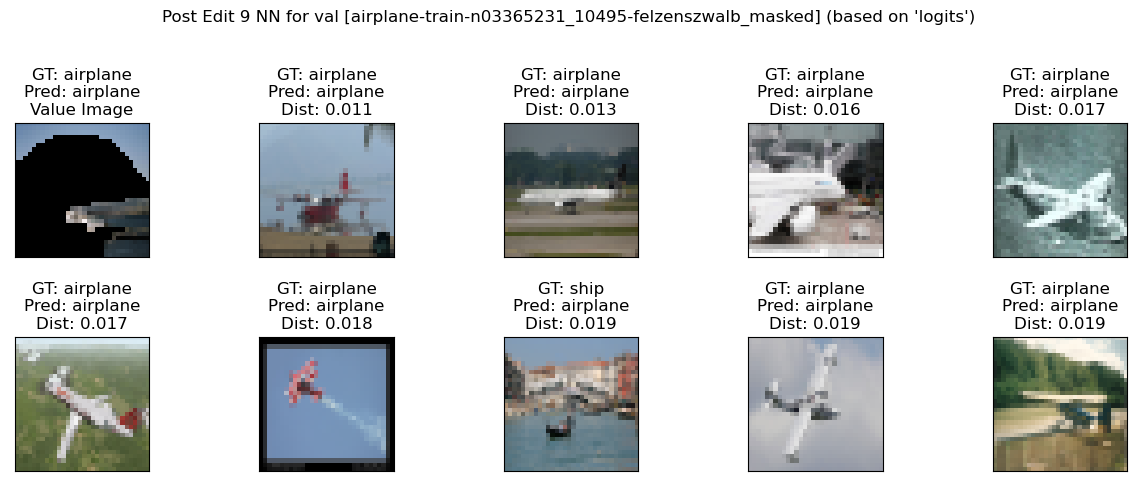 Post Edit 9 NN for val [airplane-train-n03365231_10495-felzenszwalb_masked] (based on 'logits')
GT: airplane
Pred: airplane
Value Image
GT: airplane
Pred: airplane
Dist: 0.011
GT: airplane
Pred: airplane
Dist: 0.013
GT: airplane
Pred: airplane
Dist: 0.016
GT: airplane
Pred: airplane
Dist: 0.017
GT: airplane
Pred: airplane
Dist: 0.017
GT: airplane
Pred: airplane
Dist: 0.018
GT: ship
Pred: airplane
Dist: 0.019
GT: airplane
Pred: airplane
Dist: 0.019
GT: airplane
Pred: airplane
Dist: 0.019